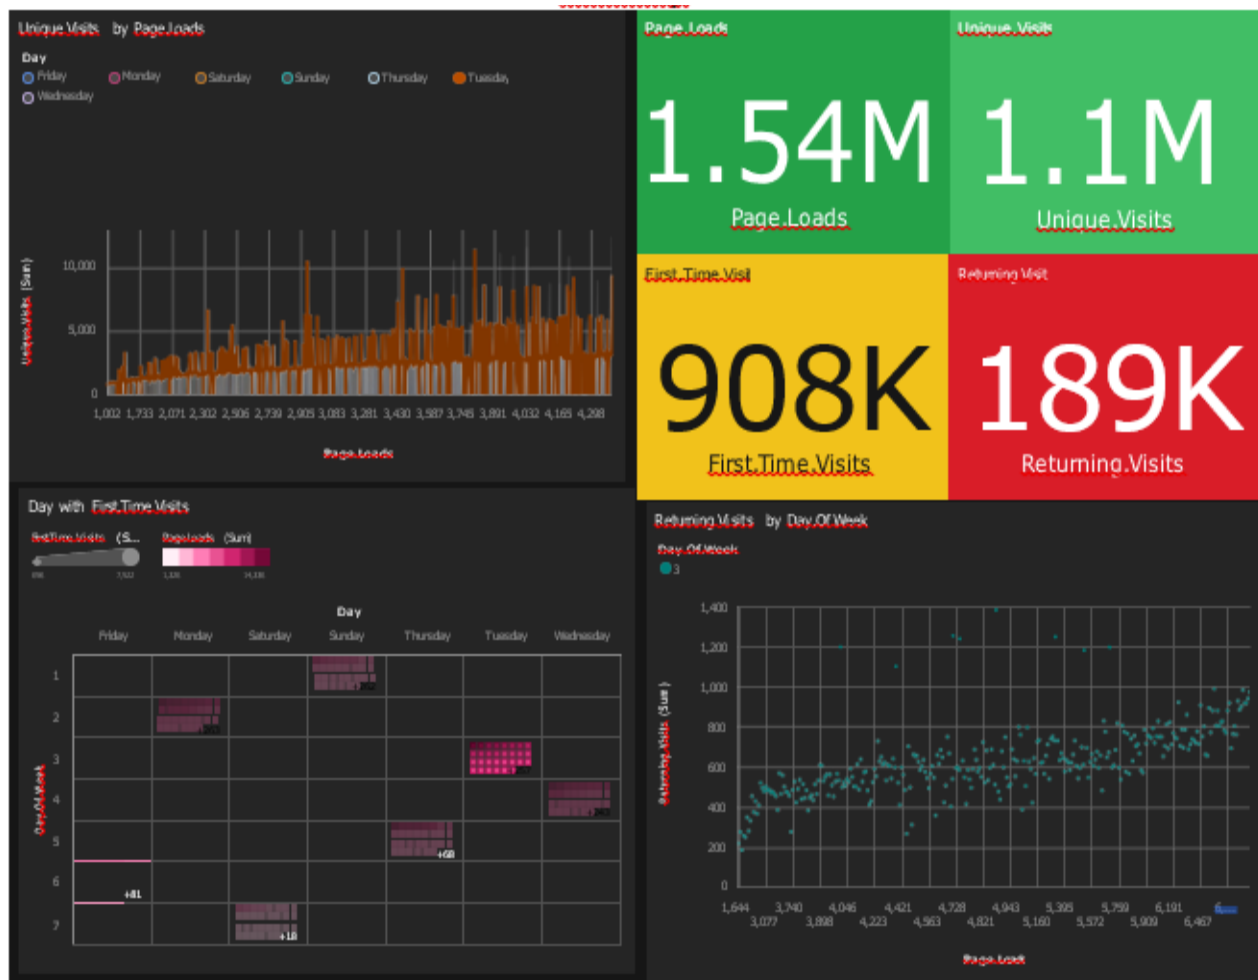 Unique.Visits by Page.Loads
Day
Friday Monday Saturday Sunday Thursday Tuesday
Wednesday
Unique.Visits (Sum)
10,000
5,000
0
1,002 1,733 2,071 2,302 2,506 2,739 2,905 3,083 3,281 3,430 3,587 3,745 3,891 4,032 4,165 4,298
Page.Loads
Page.Loads
1.54M
Page.Loads
Unique.Visits
1.1M
Unique.Visits
First.Time.Visit
908K
First.Time.Visits
Returning.Visit
189K
Returning.Visits
Day with First.Time.Visits
First.Time.Visits (S... Page.Loads (Sum)
Day
Friday Monday Saturday Sunday Thursday Tuesday Wednesday
Day.Of.Week
1
2
3
4
5
6
7
+68
+81
+18
Returning.Visits by Day.Of.Week
Day.Of.Week
3
Returning.Visits (Sum)
1,400
1,200
1,000
800
600
400
200
0
1,644 3,740 4,046 4,421 4,728 4,943 5,395 5,759 6,191
3,077 3,898 4,223 4,563 4,821 5,160 5,572 5,909 6,467
Page.Load